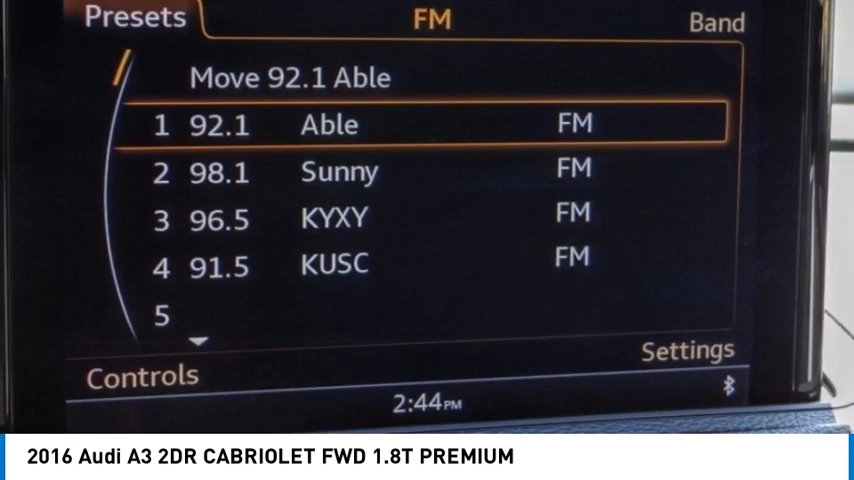 Presets FM Band
Move 92.1 Able
1 92.1 Able FM
2 98.1 Sunny FM
3 96.5 KYXY FM
4 91.5 KUSC FM
5
Settings
Controls
2:44PM
2016 Audi A3 2DR CABRIOLET FWD 1.8T PREMIUM